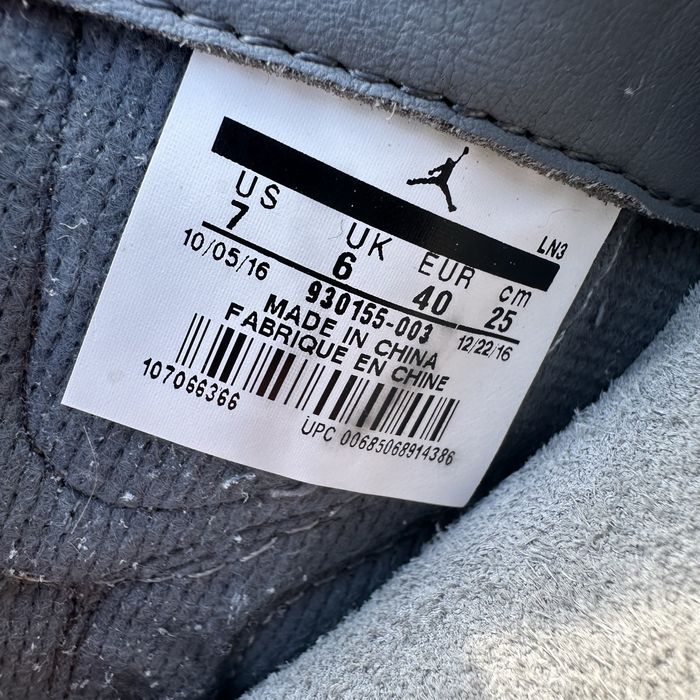 LN3
US UK EUR cm
7 6 40 25
10/05/16 930155-003 12/22/16
MADE IN CHINA
FABRIQUE EN CHINE
107066366
UPC 00685068914386